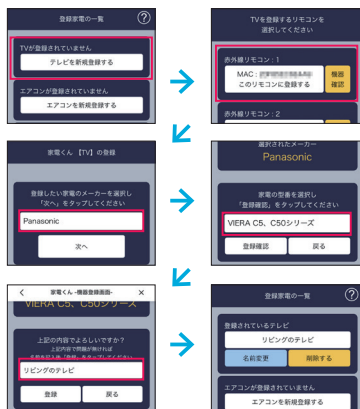 登録家電の一覧
?
TVが登録されていません
テレビを新規登録する
エアコンが登録されていません
エアコンを新規登録する
TVを登録するリモコンを
選択してください
赤外線リモコン:1
MAC:
このリモコンに登録する
機器
確認
赤外線リモコン:2
家電くん 【TV】の登録
登録したい家電のメーカーを選択し
「次へ」をタップしてください
Panasonic
次へ
選択されたメーカー
Panasonic
家電の型番を選択し
「登録確認」をタップしてください
VIERA C5、C50シリーズ
登録確認
戻る
家電くん -機器登録画面-
×
VIERA C5、C50シリーズ
上記の内容でよろしいですか?
上記内容で問題が無ければ
リビングのテレビ
登録
戻る
登録家電の一覧
?
登録されているテレビ
リビングのテレビ
名前変更
削除する
エアコンが登録されていません
エアコンを新規登録する